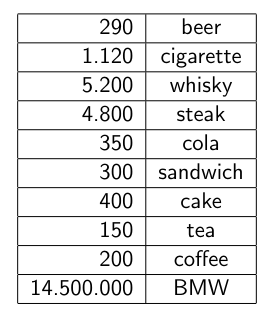 290 beer
1.120 cigarette
5.200 whisky
4.800 steak
350 cola
300 sandwich
400 cake
150 tea
200 coffee
14.500.000 BMW